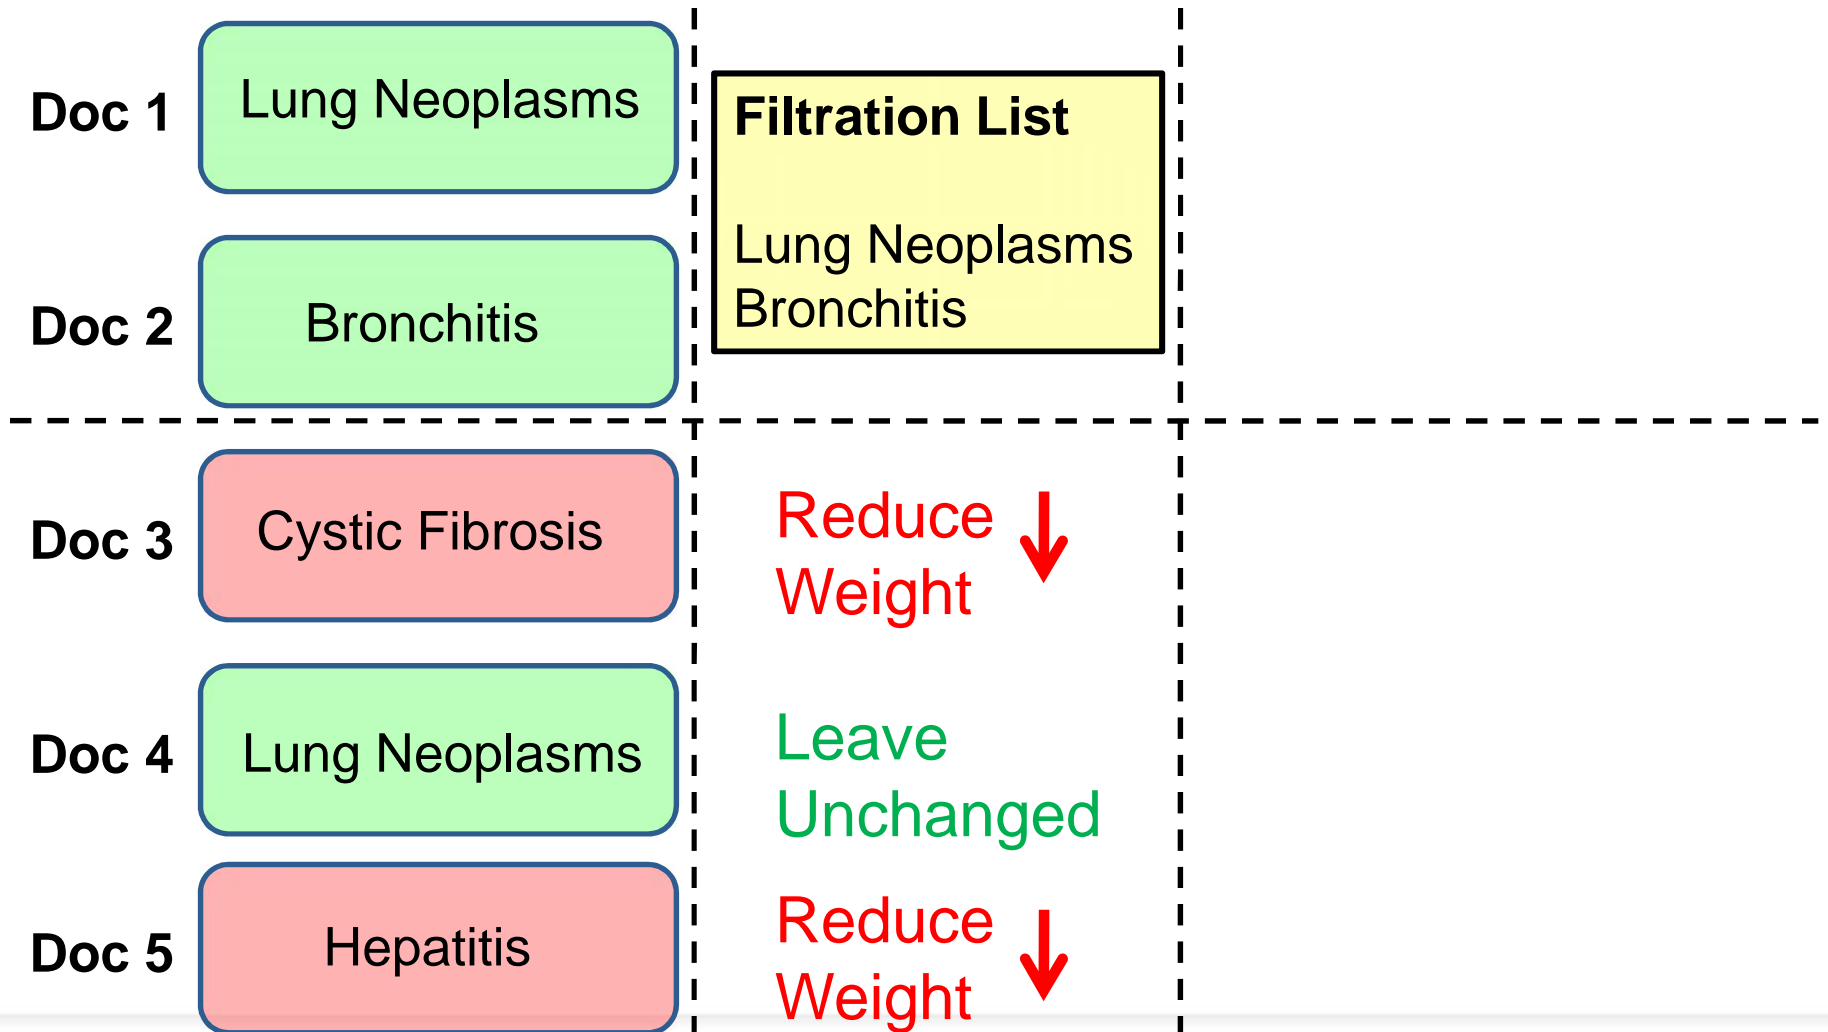 Doc 1
Lung Neoplasms
Filtration List
Lung Neoplasms
Bronchitis
Doc 2
Bronchitis
Doc 3
Cystic Fibrosis
Reduce
Weight
Doc 4
Lung Neoplasms
Leave
Unchanged
Doc 5
Hepatitis
Reduce
Weight